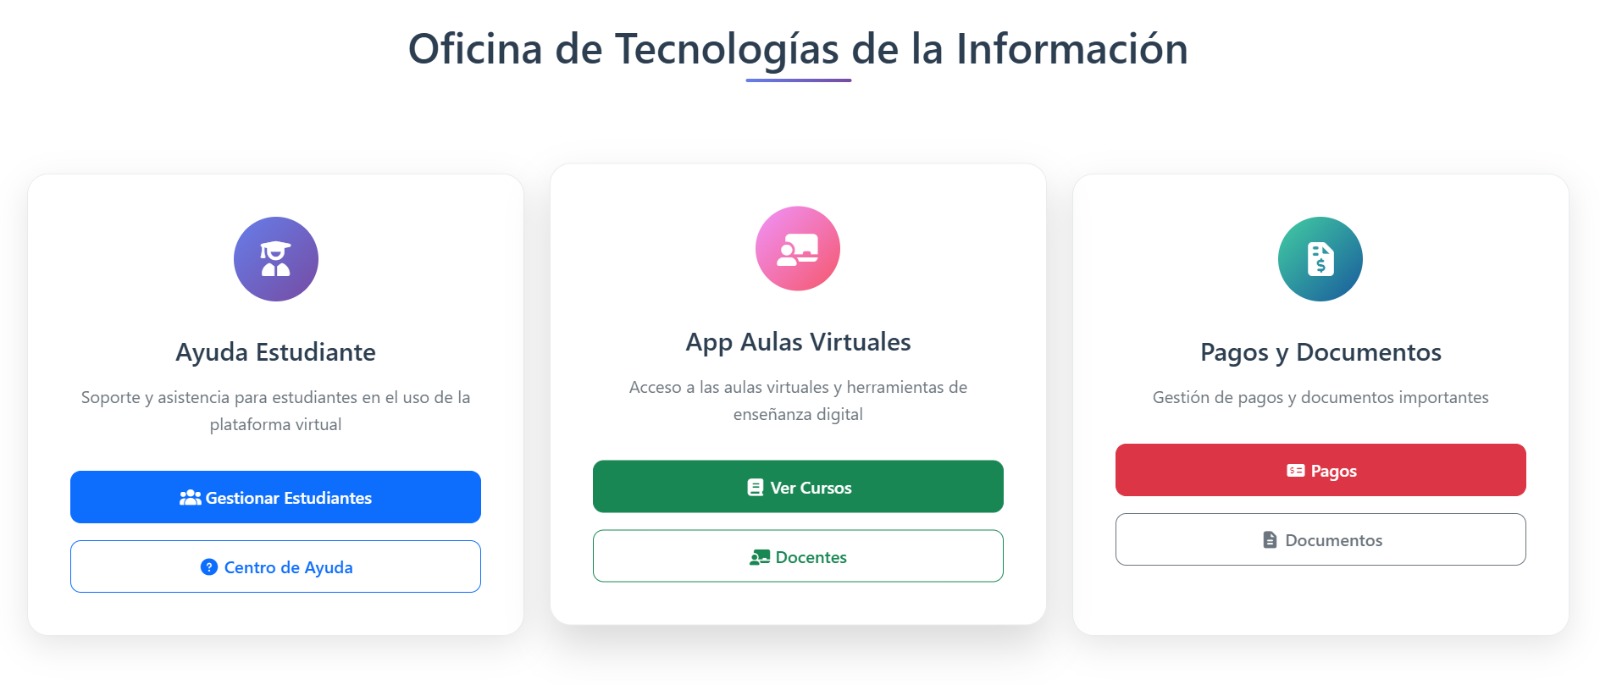 Oficina de Tecnologías de la Información
Ayuda Estudiante
Soporte y asistencia para estudiantes en el uso de la
plataforma virtual
Gestionar Estudiantes
Centro de Ayuda
App Aulas Virtuales
Acceso a las aulas virtuales y herramientas de
enseñanza digital
Ver Cursos
Docentes
Pagos y Documentos
Gestión de pagos y documentos importantes
Pagos
Documentos